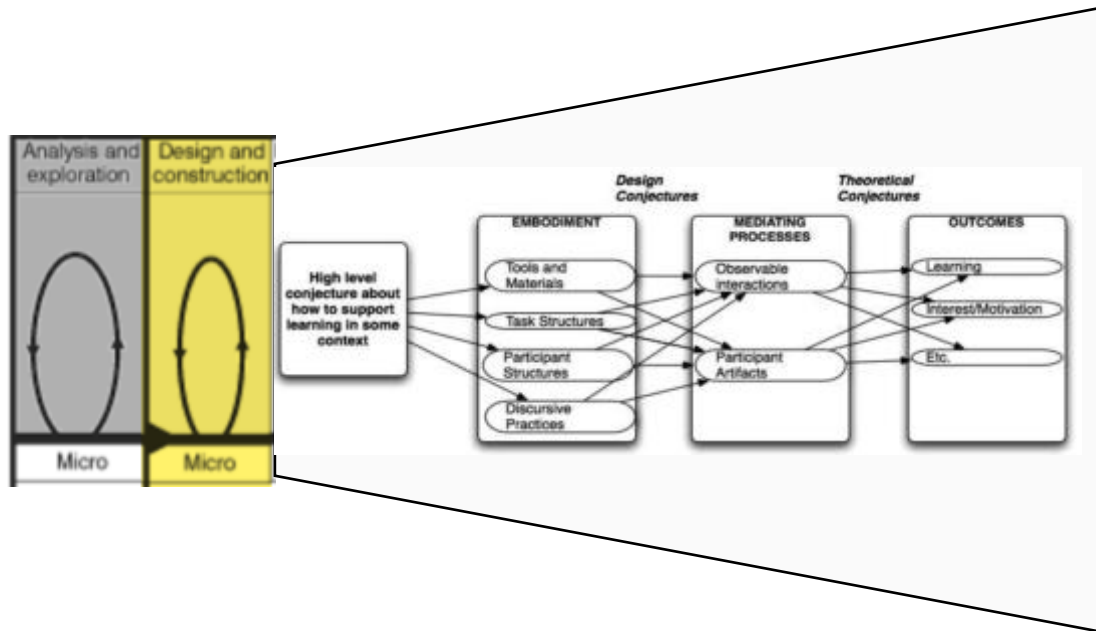 Analysis and
exploration
Design and
construction
Micro
Micro
High level
conjecture about
how to support
learning in some
context
Design
Conjectures
Theoretical
Conjectures
EMBODIMENT
Tools and
Materials
Task Structures
Participant
Structures
Discursive
Practices
MEDIATING
PROCESSES
Observable
Interactions
Participant
Artifacts
OUTCOMES
Learning
Interest/Motivation
Etc.